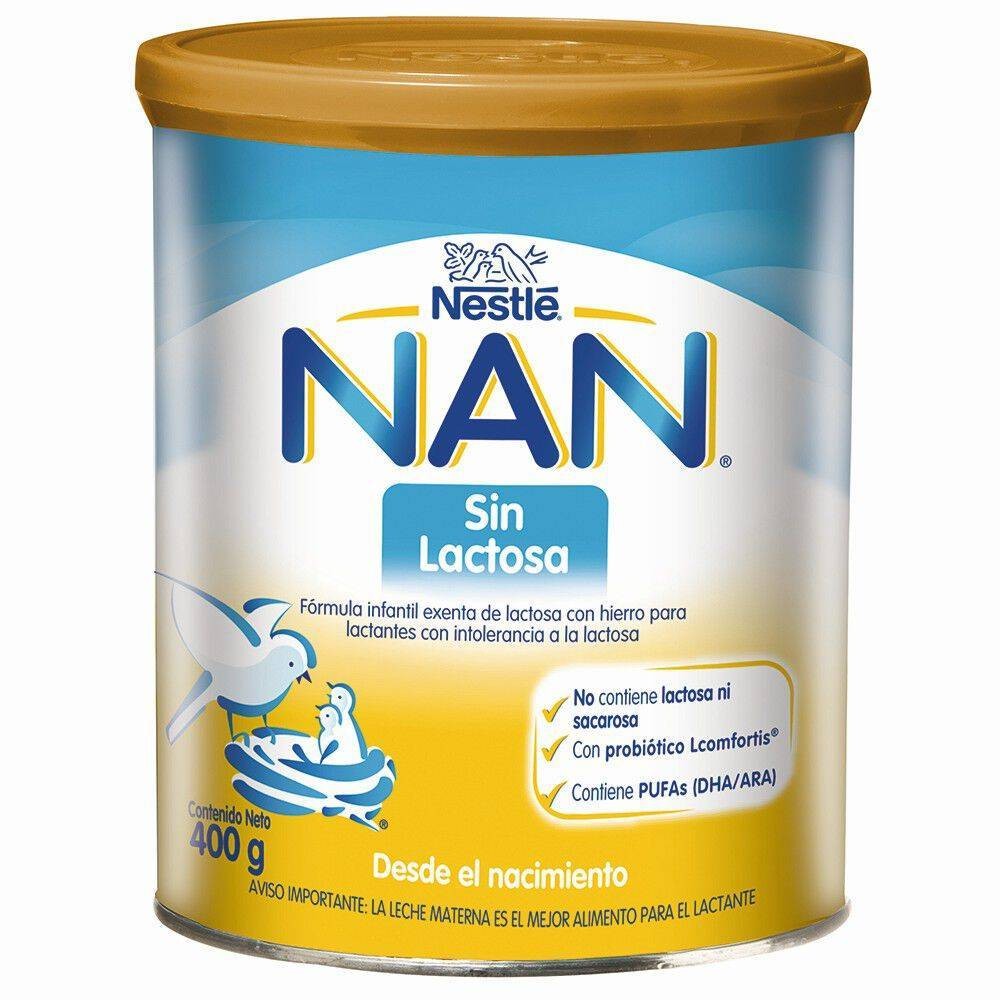 Nestlé
Nestlé
NAN®
Sin
Lactosa
Fórmula infantil exenta de lactosa con hierro para
lactantes con intolerancia a la lactosa
No contiene lactosa ni
sacarosa
Con probiótico Lcomfortis®
Contiene PUFAs (DHA/ARA)
Contenido Neto
400 g
®
Desde el nacimiento
AVISO IMPORTANTE: LA LECHE MATERNA ES EL MEJOR ALIMENTO PARA EL LACTANTE